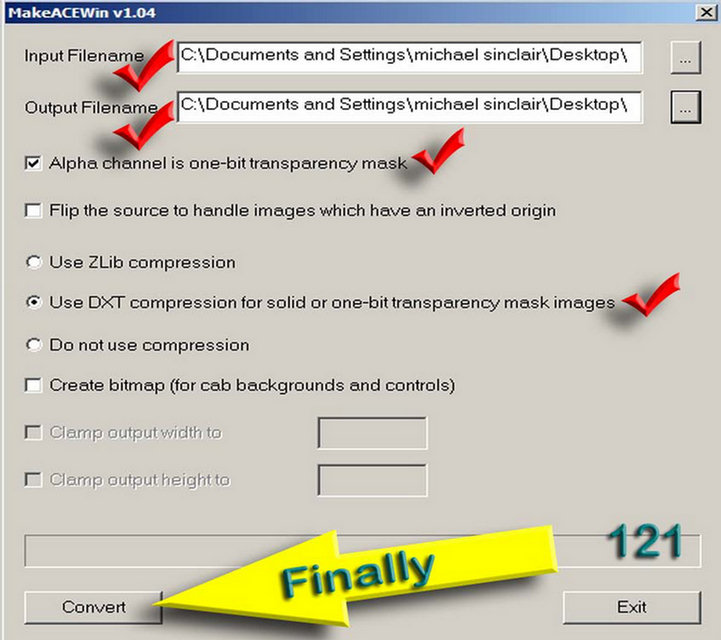 MakeACEWin v1.04
Input Filename C:\Documents and Settings\michael sinclair\Desktop\ ...
Output Filename C:\Documents and Settings\michael sinclair\Desktop\ ...
Alpha channel is one-bit transparency mask
Flip the source to handle images which have an inverted origin
Use ZLib compression
Use DXT compression for solid or one-bit transparency mask images
Do not use compression
Create bitmap (for cab backgrounds and controls)
Clamp output width to
Clamp output height to
121
Finally
Convert Exit